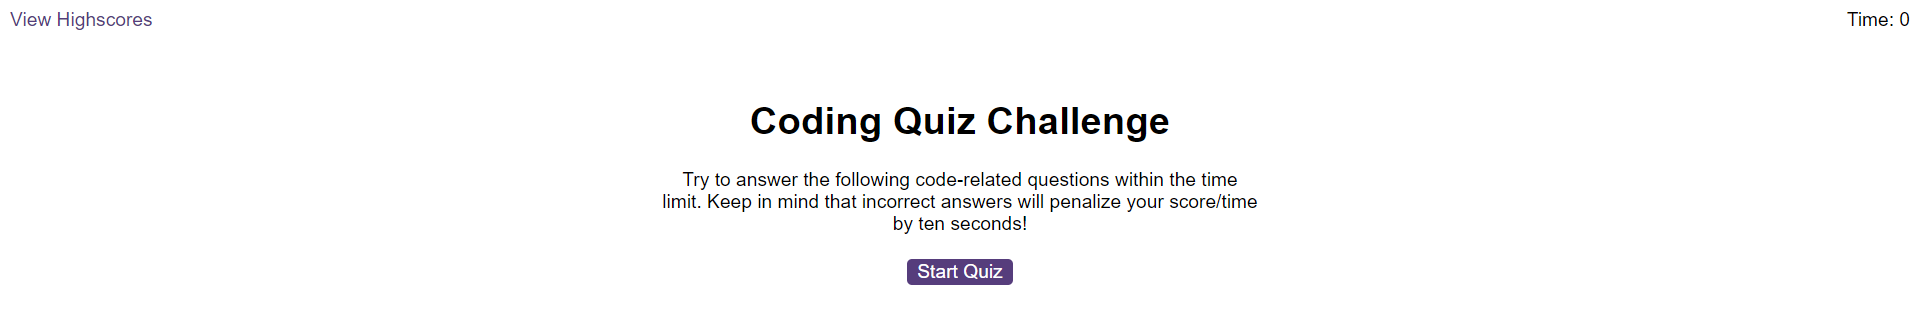 View Highscores
Time: 0
Coding Quiz Challenge
Try to answer the following code-related questions within the time
limit. Keep in mind that incorrect answers will penalize your score/time
by ten seconds!
Start Quiz